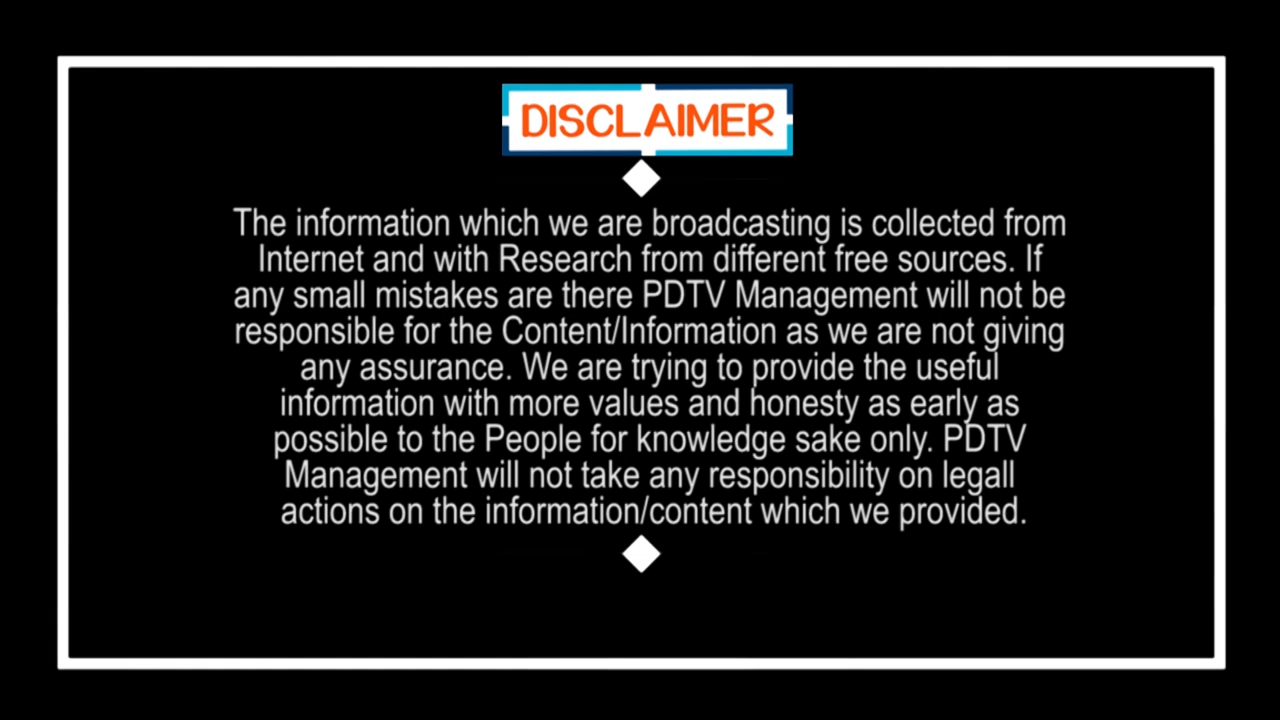 DISCLAIMER
The information which we are broadcasting is collected from
Internet and with Research from different free sources. If
any small mistakes are there PDTV Management will not be
responsible for the Content/Information as we are not giving
any assurance. We are trying to provide the useful
information with more values and honesty as early as
possible to the People for knowledge sake only. PDTV
Management will not take any responsibility on legall
actions on the information/content which we provided.